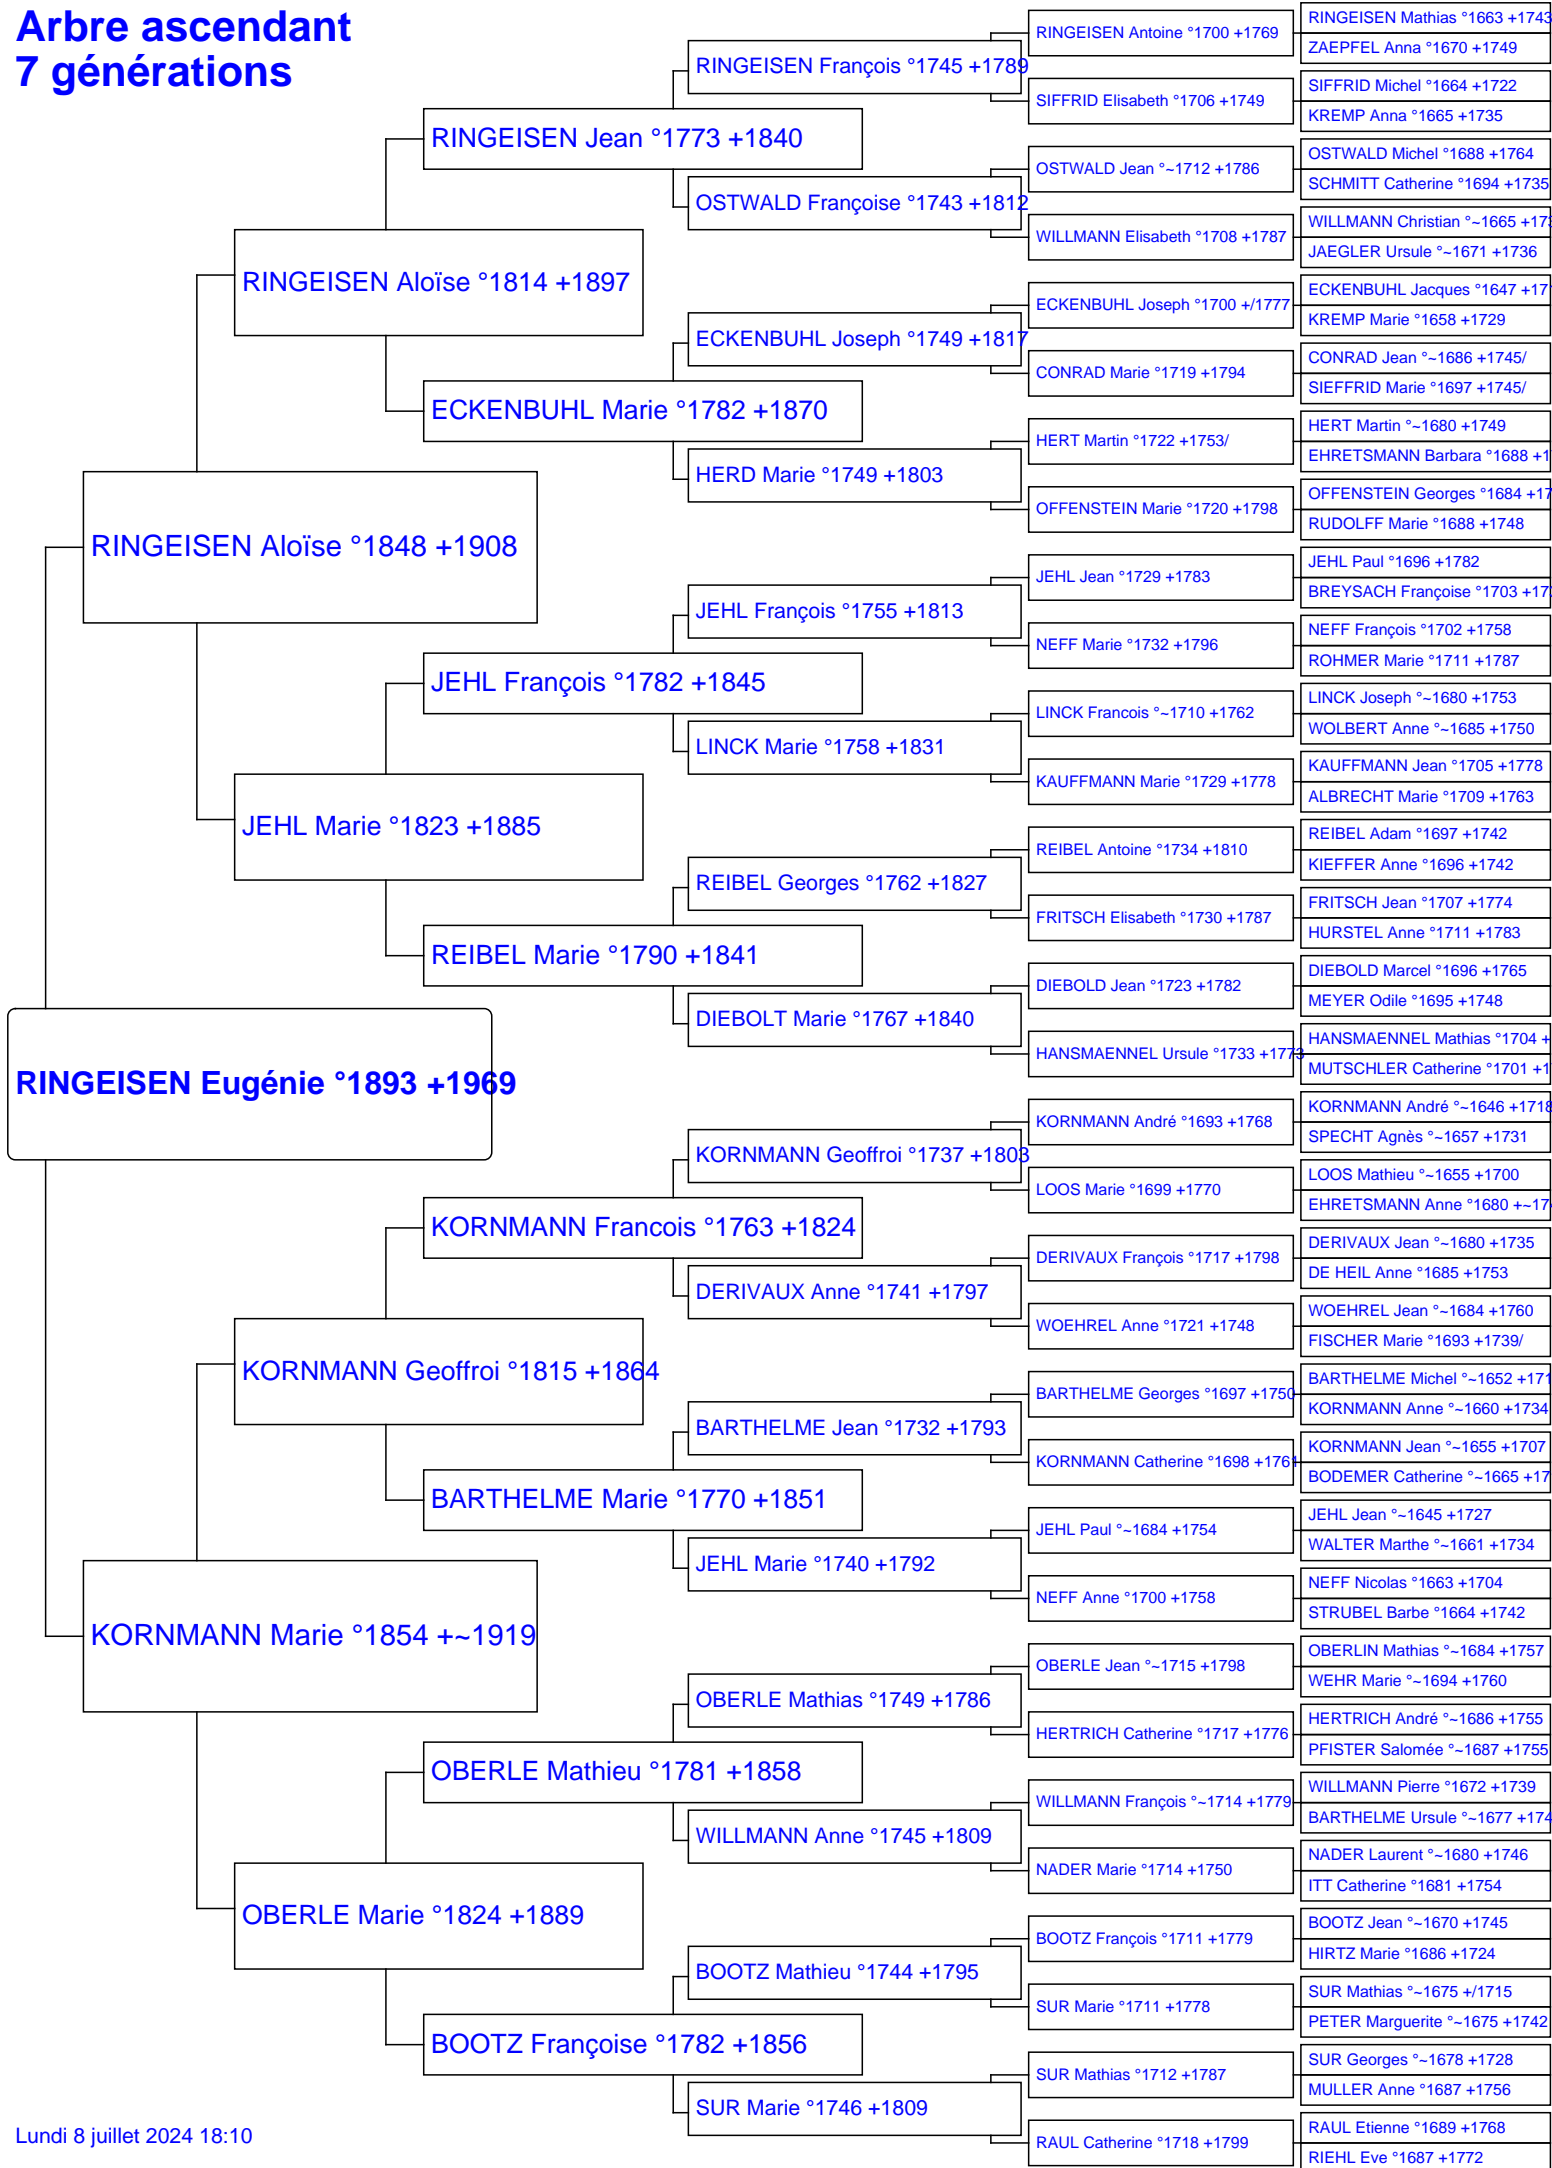 Arbre ascendant
7 générations
RINGEISEN Eugénie °1893 +1969
RINGEISEN Aloïse °1848 +1908
KORNMANN Marie °1854 +~1919
RINGEISEN Aloïse °1814 +1897
JEHL Marie °1823 +1885
KORNMANN Geoffroi °1815 +1864
OBERLE Marie °1824 +1889
RINGEISEN Jean °1773 +1840
ECKENBUHL Marie °1782 +1870
JEHL François °1782 +1845
REIBEL Marie °1790 +1841
KORNMANN Francois °1763 +1824
BARTHELME Marie °1770 +1851
OBERLE Mathieu °1781 +1858
BOOTZ Françoise °1782 +1856
RINGEISEN François °1745 +1789
OSTWALD Françoise °1743 +1812
ECKENBUHL Joseph °1749 +1817
HERD Marie °1749 +1803
JEHL François °1755 +1813
LINCK Marie °1758 +1831
REIBEL Georges °1762 +1827
DIEBOLT Marie °1767 +1840
KORNMANN Geoffroi °1737 +1803
DERIVAUX Anne °1741 +1797
BARTHELME Jean °1732 +1793
JEHL Marie °1740 +1792
OBERLE Mathias °1749 +1786
WILLMANN Anne °1745 +1809
BOOTZ Mathieu °1744 +1795
SUR Marie °1746 +1809
RINGEISEN Antoine °1700 +1769
SIFFRID Elisabeth °1706 +1749
OSTWALD Jean °~1712 +1786
WILLMANN Elisabeth °1708 +1787
ECKENBUHL Joseph °1700 +/1777
CONRAD Marie °1719 +1794
HERT Martin °1722 +1753/
OFFENSTEIN Marie °1720 +1798
JEHL Jean °1729 +1783
NEFF Marie °1732 +1796
LINCK Francois °~1710 +1762
KAUFFMANN Marie °1729 +1778
REIBEL Antoine °1734 +1810
FRITSCH Elisabeth °1730 +1787
DIEBOLD Jean °1723 +1782
HANSMAENNEL Ursule °1733 +1773
KORNMANN André °1693 +1768
LOOS Marie °1699 +1770
DERIVAUX François °1717 +1798
WOEHREL Anne °1721 +1748
BARTHELME Georges °1697 +1750
KORNMANN Catherine °1698 +1761
JEHL Paul °~1684 +1754
NEFF Anne °1700 +1758
OBERLE Jean °~1715 +1798
HERTRICH Catherine °1717 +1776
WILLMANN François °~1714 +1779
NADER Marie °1714 +1750
BOOTZ François °1711 +1779
SUR Marie °1711 +1778
SUR Mathias °1712 +1787
RAUL Catherine °1718 +1799
RINGEISEN Mathias °1663 +1743
ZAEPFEL Anna °1670 +1749
SIFFRID Michel °1664 +1722
KREMP Anna °1665 +1735
OSTWALD Michel °1688 +1764
SCHMITT Catherine °1694 +1735
WILLMANN Christian °~1665 +173
JAEGLER Ursule °~1671 +1736
ECKENBUHL Jacques °1647 +17
KREMP Marie °1658 +1729
CONRAD Jean °~1686 +1745/
SIEFFRID Marie °1697 +1745/
HERT Martin °~1680 +1749
EHRETSMANN Barbara °1688 +1
OFFENSTEIN Georges °1684 +17
RUDOLFF Marie °1688 +1748
JEHL Paul °1696 +1782
BREYSACH Françoise °1703 +17
NEFF François °1702 +1758
ROHMER Marie °1711 +1787
LINCK Joseph °~1680 +1753
WOLBERT Anne °~1685 +1750
KAUFFMANN Jean °1705 +1778
ALBRECHT Marie °1709 +1763
REIBEL Adam °1697 +1742
KIEFFER Anne °1696 +1742
FRITSCH Jean °1707 +1774
HURSTEL Anne °1711 +1783
DIEBOLD Marcel °1696 +1765
MEYER Odile °1695 +1748
HANSMAENNEL Mathias °1704 +
MUTSCHLER Catherine °1701 +1
KORNMANN André °~1646 +1718
SPECHT Agnès °~1657 +1731
LOOS Mathieu °~1655 +1700
EHRETSMANN Anne °1680 +~17
DERIVAUX Jean °~1680 +1735
DE HEIL Anne °1685 +1753
WOEHREL Jean °~1684 +1760
FISCHER Marie °1693 +1739/
BARTHELME Michel °~1652 +171
KORNMANN Anne °~1660 +1734
KORNMANN Jean °~1655 +1707
BODEMER Catherine °~1665 +17
JEHL Jean °~1645 +1727
WALTER Marthe °~1661 +1734
NEFF Nicolas °1663 +1704
STRUBEL Barbe °1664 +1742
OBERLIN Mathias °~1684 +1757
WEHR Marie °~1694 +1760
HERTRICH André °~1686 +1755
PFISTER Salomée °~1687 +1755
WILLMANN Pierre °1672 +1739
BARTHELME Ursule °~1677 +174
NADER Laurent °~1680 +1746
ITT Catherine °1681 +1754
BOOTZ Jean °~1670 +1745
HIRTZ Marie °1686 +1724
SUR Mathias °~1675 +/1715
PETER Marguerite °~1675 +1742
SUR Georges °~1678 +1728
MULLER Anne °1687 +1756
RAUL Etienne °1689 +1768
RIEHL Eve °1687 +1772
Lundi 8 juillet 2024 18:10